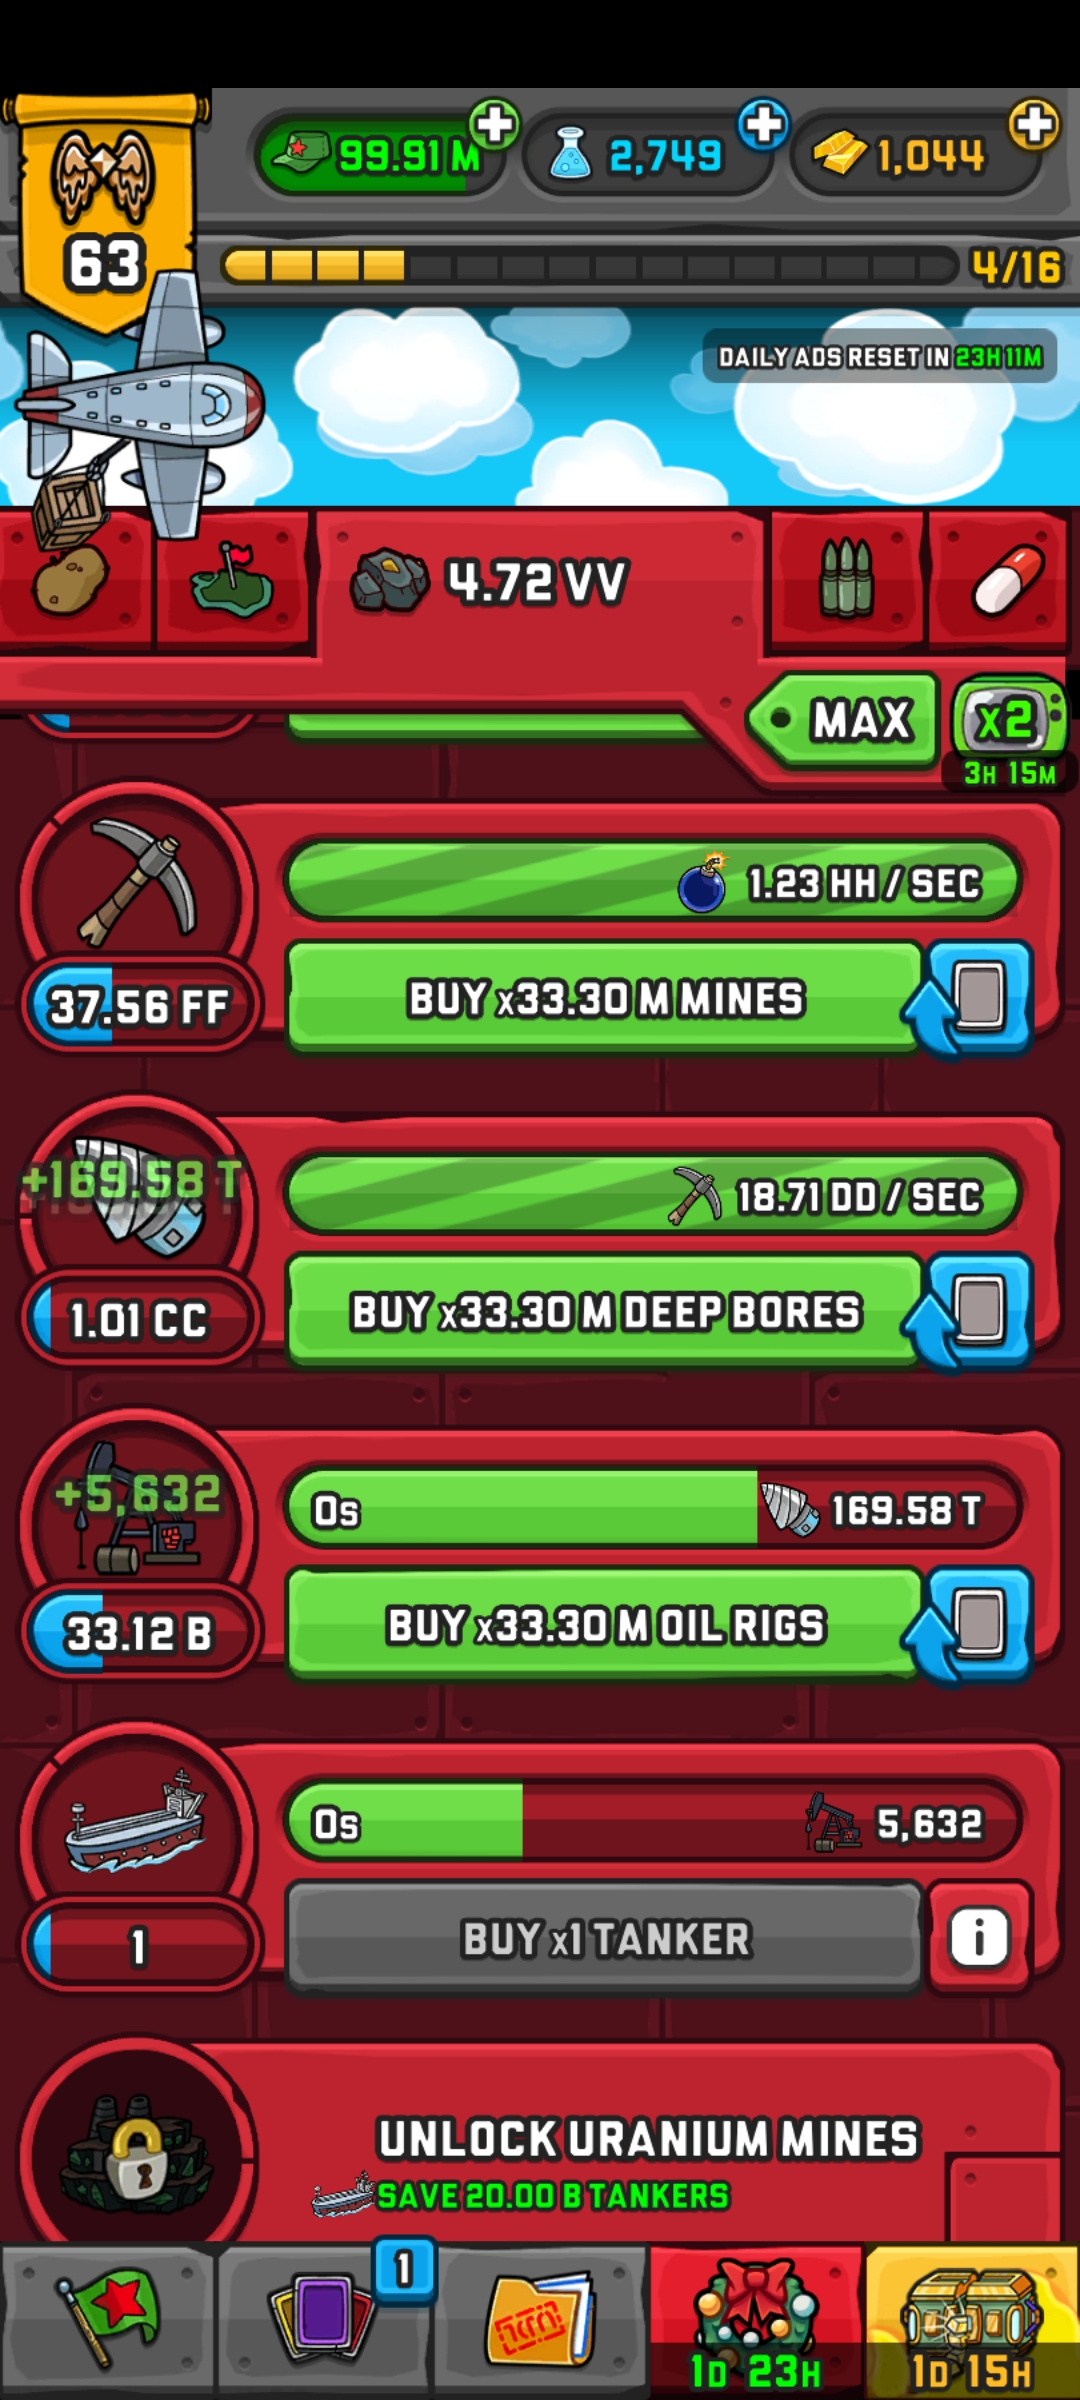 99.91 M
2,749
1,044
63
4/16
DAILY ADS RESET IN 23H 11M
4.72 VV
MAX
x2
3H 15M
1.23 HH / SEC
37.56 FF
BUY x33.30 M MINES
+169.58 T
18.71 DD / SEC
1.01 CC
BUY x33.30 M DEEP BORES
+5,632
0s
169.58 T
33.12 B
BUY x33.30 M OIL RIGS
0s
5,632
1
BUY x1 TANKER
i
UNLOCK URANIUM MINES
SAVE 20.00 B TANKERS
1
1D 23H
1D 15H